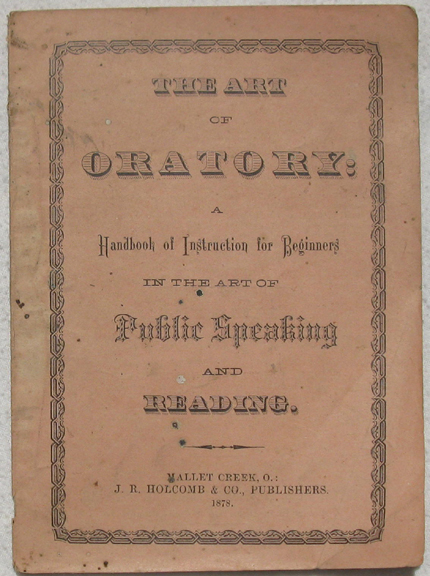 THE ART
OF
ORATORY:
A
Handbook of Instruction for Beginners
IN THE ART OF
Public Speaking
AND
READING.
MALLET CREEK, O.:
J. R. HOLCOMB & CO., PUBLISHERS.
1878.